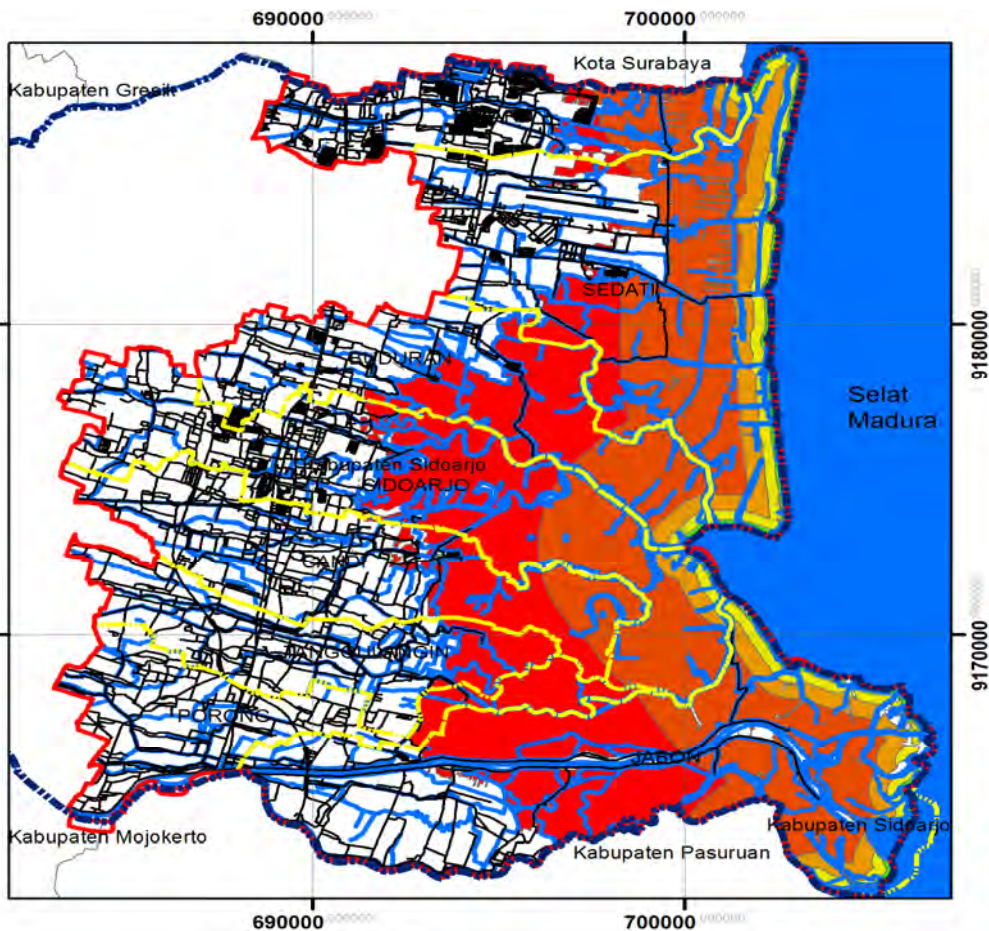 690000
700000
Kota Surabaya
Kabupaten Gresik
SEDATI
9180000
BUDURAN
Selat
Madura
Kabupaten Sidoarjo
SIDOARJO
CANDI
9170000
TANGGULANGIN
PORONG
JABON
Kabupaten Sidoarjo
Kabupaten Mojokerto
Kabupaten Pasuruan
690000
700000